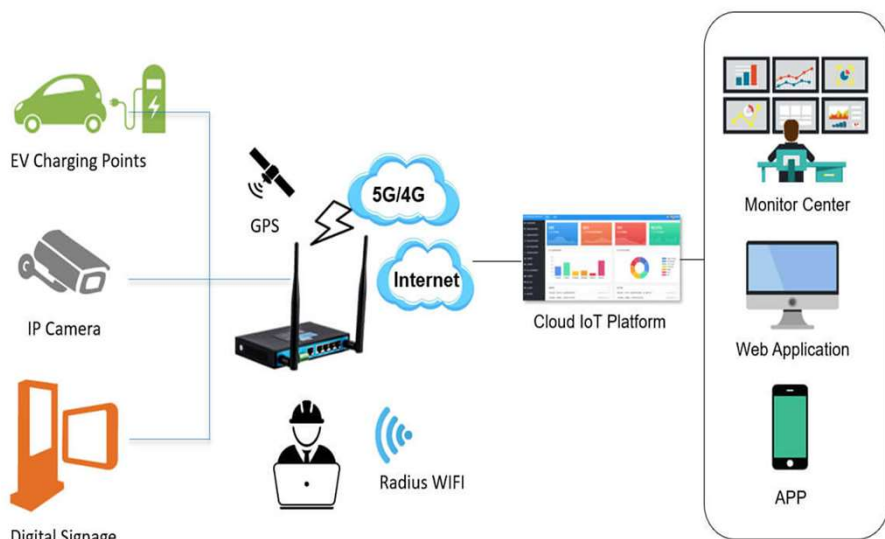 EV Charging Points
IP Camera
Digital Signage
GPS
5G/4G
Internet
Radius WIFI
Cloud IoT Platform
Monitor Center
Web Application
APP